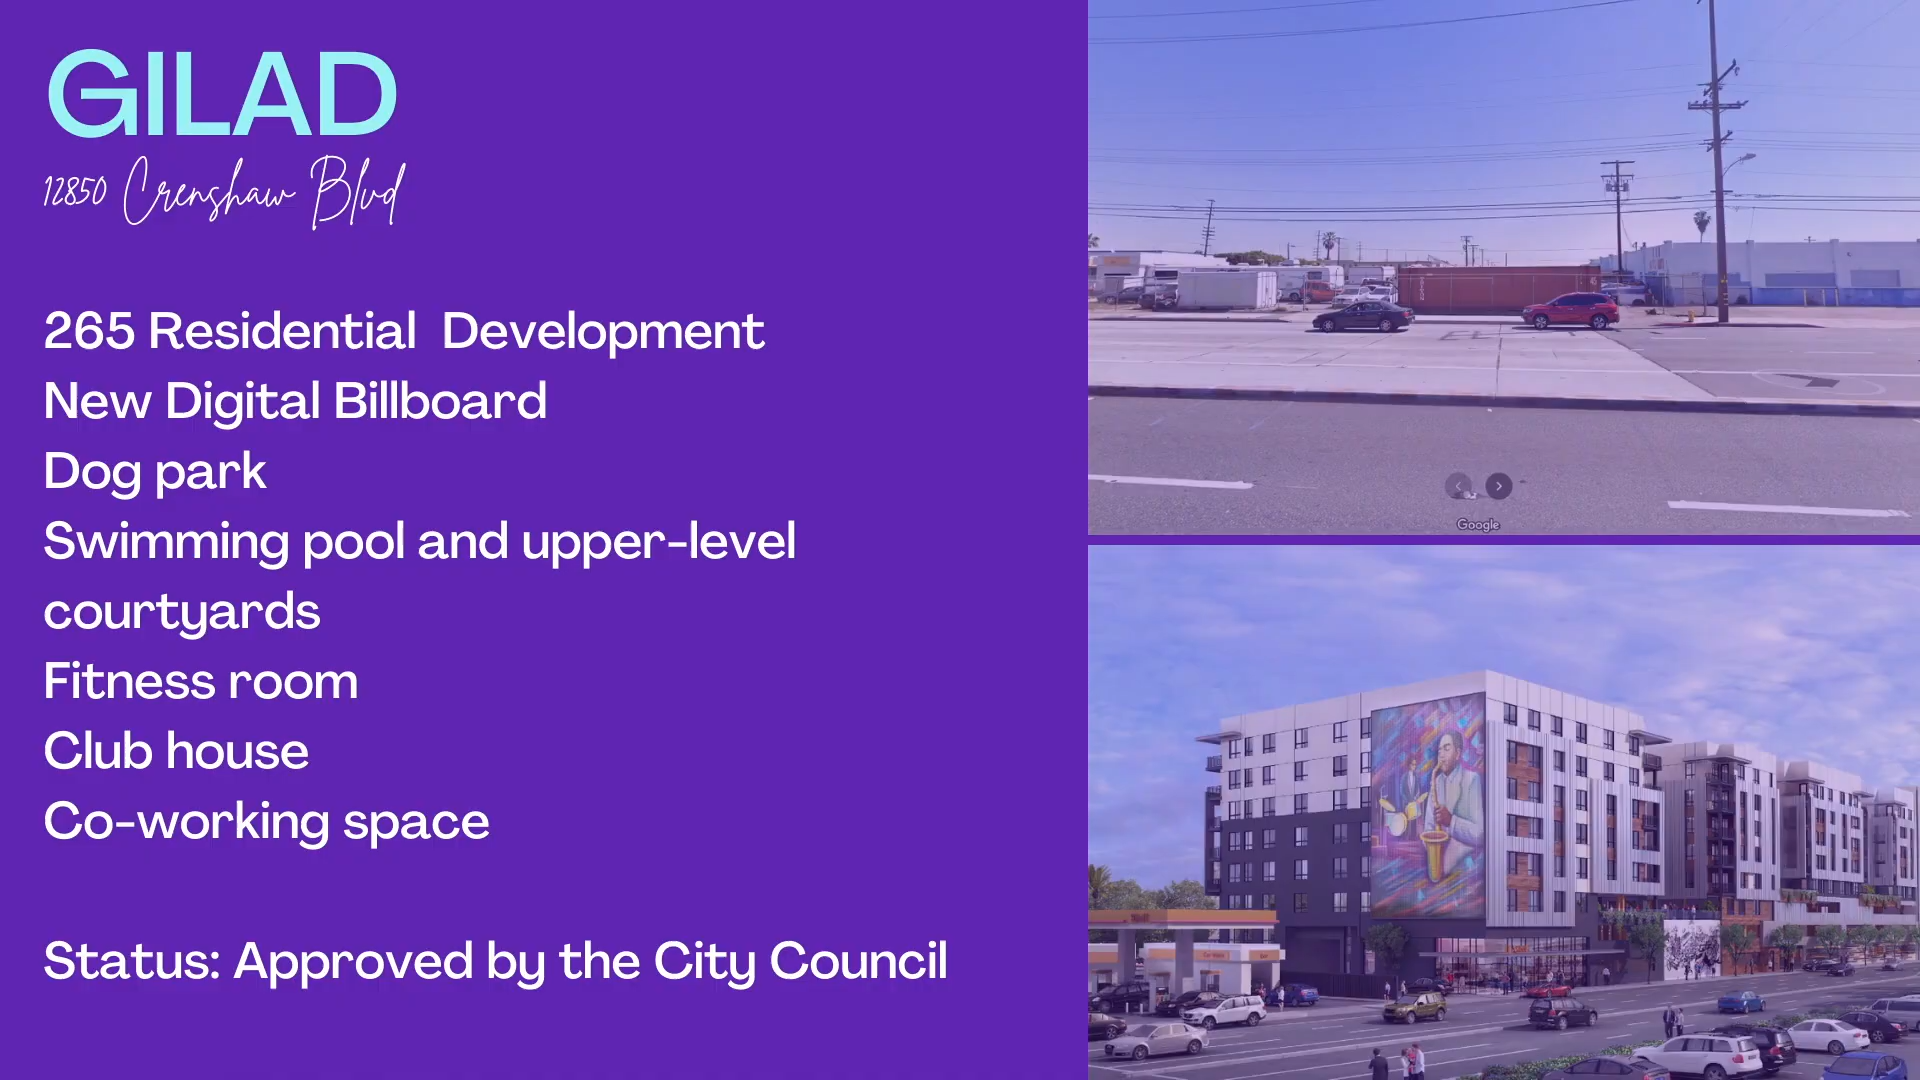 GILAD
12850 Crenshaw Blvd
265 Residential  Development
New Digital Billboard
Dog park
Swimming pool and upper-level
courtyards
Fitness room
Club house
Co-working space
Status: Approved by the City Council
Google